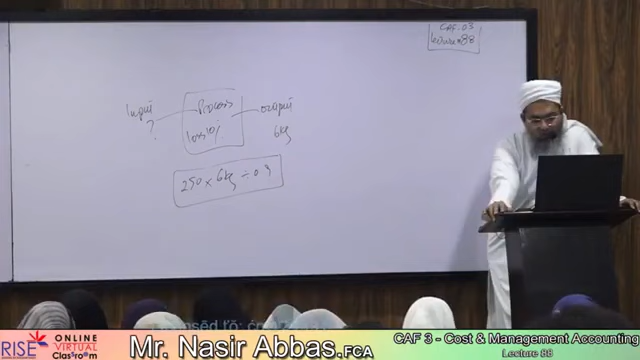 CAF-03
Lecture#88
Input
Process
output
?
loss 10%
6kg
250 × 6kg ÷ 0.9
RISE
ONLINE
VIRTUAL
Classroom
Mr. Nasir Abbas.FCA
CAF 3 - Cost & Management Accounting
Lecture 88